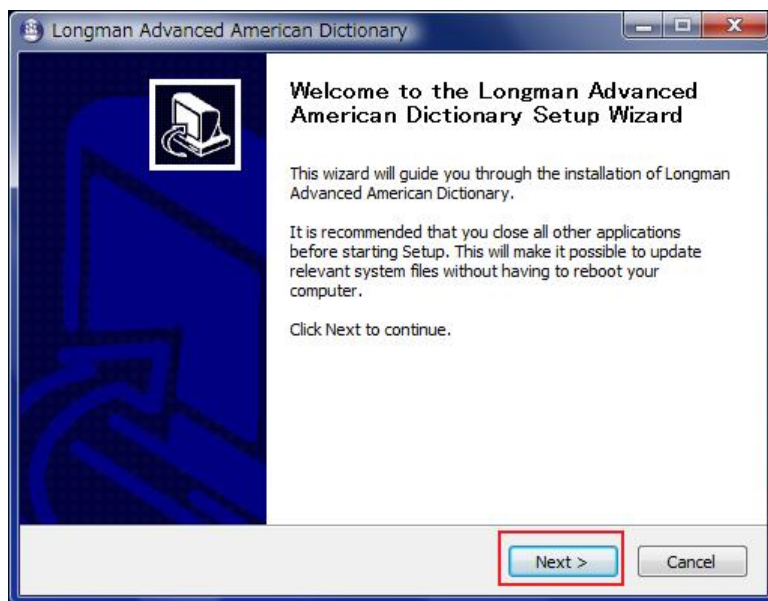 Longman Advanced American Dictionary
Welcome to the Longman Advanced
American Dictionary Setup Wizard
This wizard will guide you through the installation of Longman
Advanced American Dictionary.
It is recommended that you close all other applications
before starting Setup. This will make it possible to update
relevant system files without having to reboot your
computer.
Click Next to continue.
Next >
Cancel